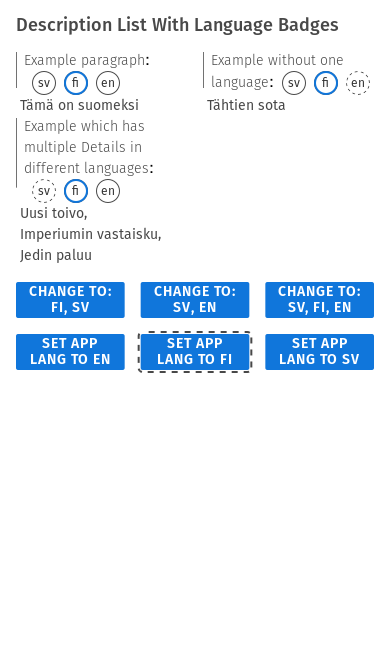 Description List With Language Badges
Example paragraph:
sv fi en
Tämä on suomeksi
Example without one
language: sv fi en
Tähtien sota
Example which has
multiple Details in
different languages:
sv fi en
Uusi toivo,
Imperiumin vastaisku,
Jedin paluu
CHANGE TO:
FI, SV
CHANGE TO:
SV, EN
CHANGE TO:
SV, FI, EN
SET APP
LANG TO EN
SET APP
LANG TO FI
SET APP
LANG TO SV